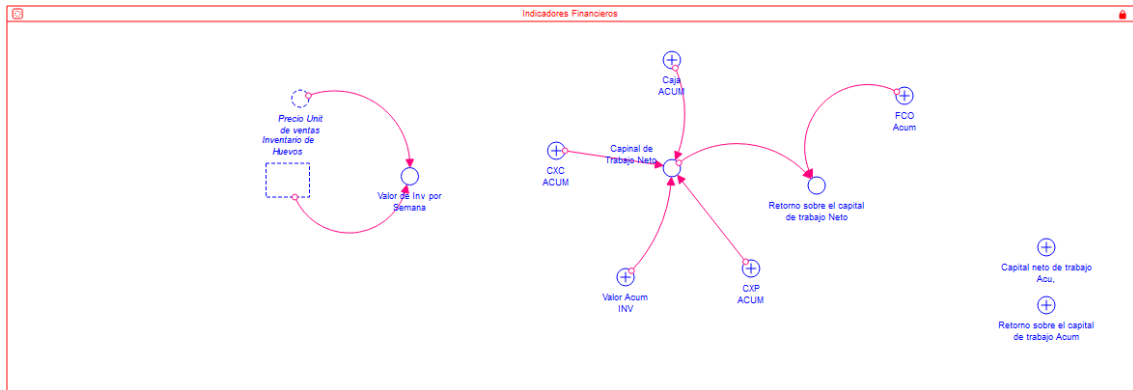 Indicadores Financieros
Caja
ACUM
Precio Unit
de ventas
Inventario de
Huevos
FCO
Acum
CXC
ACUM
Capinal de
Trabajo Neto
Valor de Inv por
Semana
Retorno sobre el capital
de trabajo Neto
Valor Acum
INV
CXP
ACUM
Capital neto de trabajo
Acu,
Retorno sobre el capital
de trabajo Acum